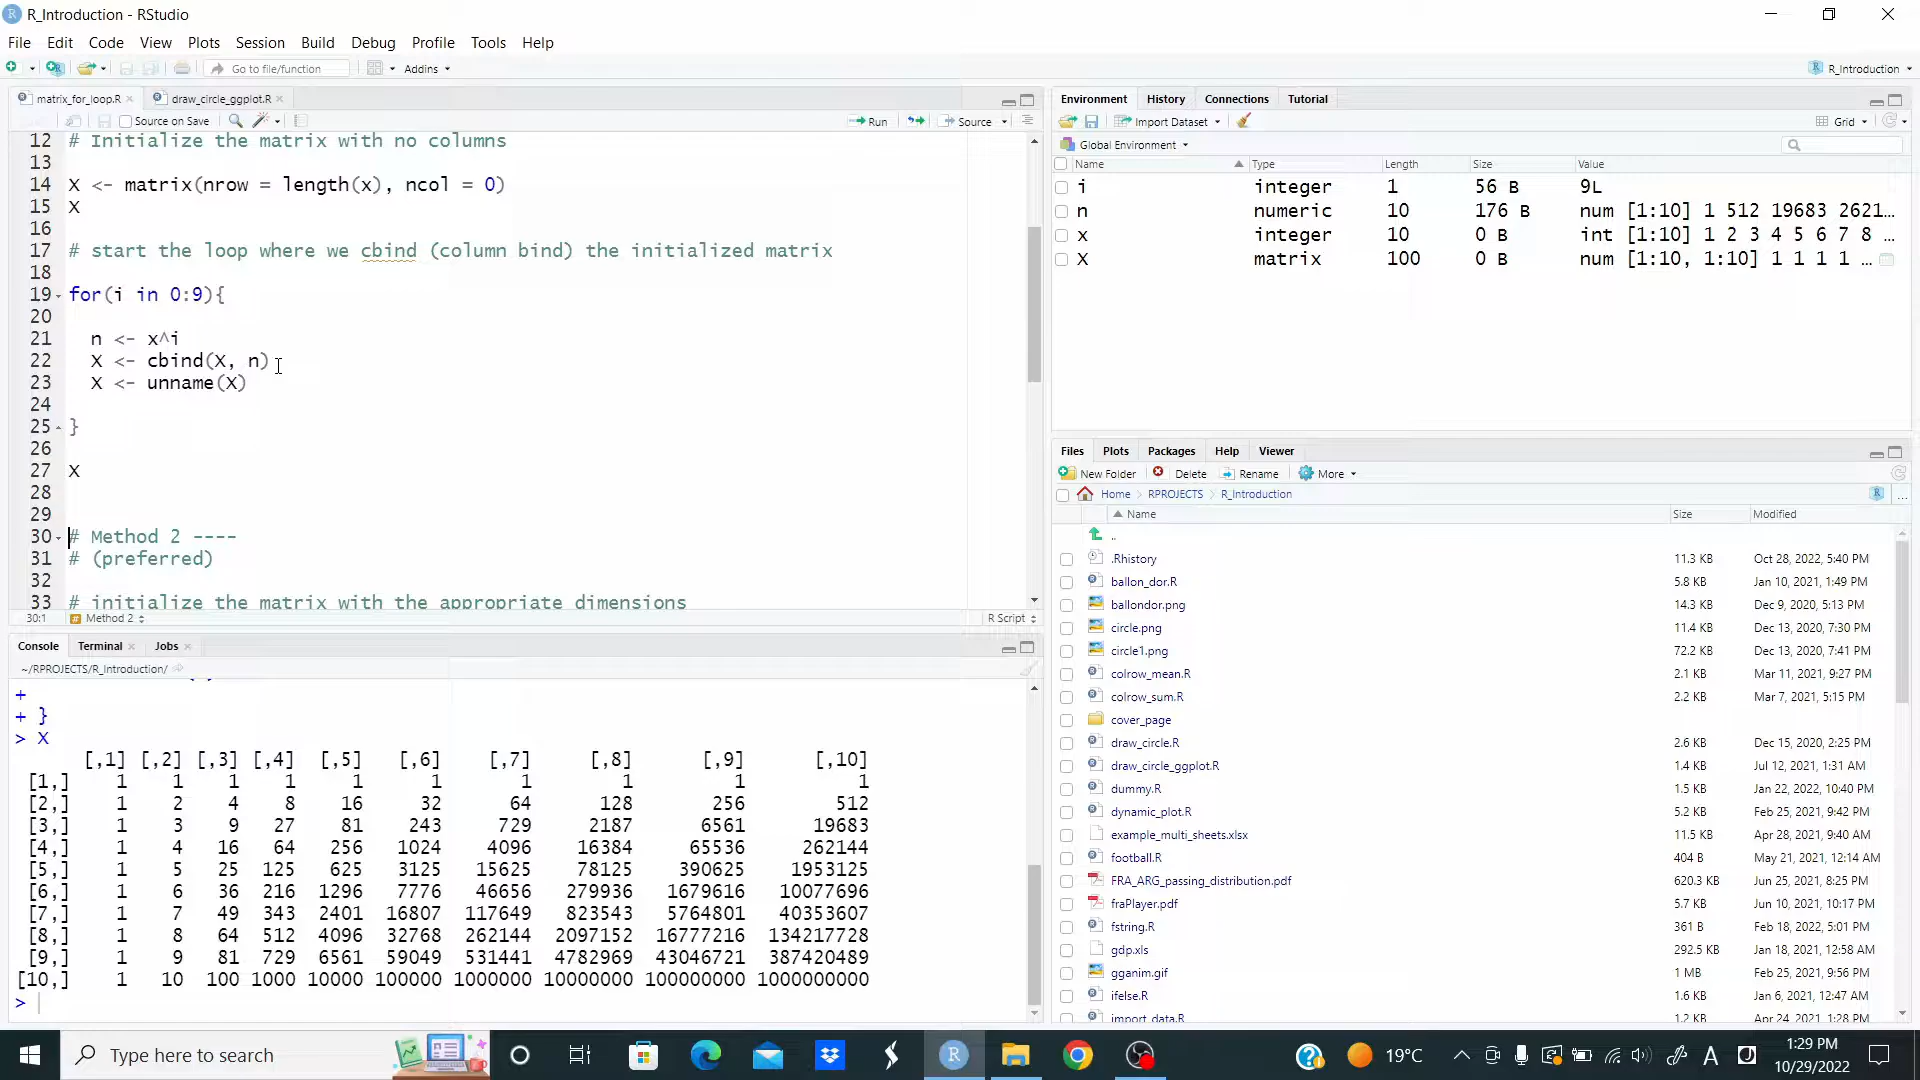 R_Introduction - RStudio
File Edit Code View Plots Session Build Debug Profile Tools Help
Go to file/function Addins R_Introduction
matrix_for_loop.R draw_circle_ggplot.R
Source on Save Run Source
12 # Initialize the matrix with no columns
13
14 X <- matrix(nrow = length(x), ncol = 0)
15 X
16
17 # start the loop where we cbind (column bind) the initialized matrix
18
19 for(i in 0:9){
20
21 n <- x^i
22 X <- cbind(X, n)
23 X <- unname(X)
24
25 }
26
27 X
28
29
30 # Method 2 ----
31 # (preferred)
32
33 # initialize the matrix with the appropriate dimensions
30:1 Method 2 R Script
Console Terminal Jobs
~/RPROJECTS/R_Introduction/
+
+ }
> X
[,1] [,2] [,3] [,4] [,5] [,6] [,7] [,8] [,9] [,10]
[1,] 1 1 1 1 1 1 1 1 1 1
[2,] 1 2 4 8 16 32 64 128 256 512
[3,] 1 3 9 27 81 243 729 2187 6561 19683
[4,] 1 4 16 64 256 1024 4096 16384 65536 262144
[5,] 1 5 25 125 625 3125 15625 78125 390625 1953125
[6,] 1 6 36 216 1296 7776 46656 279936 1679616 10077696
[7,] 1 7 49 343 2401 16807 117649 823543 5764801 40353607
[8,] 1 8 64 512 4096 32768 262144 2097152 16777216 134217728
[9,] 1 9 81 729 6561 59049 531441 4782969 43046721 387420489
[10,] 1 10 100 1000 10000 100000 1000000 10000000 100000000 1000000000
>
Environment History Connections Tutorial
Import Dataset Grid
Global Environment
Name Type Length Size Value
i integer 1 56 B 9L
n numeric 10 176 B num [1:10] 1 512 19683 2621…
x integer 10 0 B int [1:10] 1 2 3 4 5 6 7 8 …
X matrix 100 0 B num [1:10, 1:10] 1 1 1 1 …
Files Plots Packages Help Viewer
New Folder Delete Rename More
Home RPROJECTS R_Introduction ...
Name Size Modified
..
.Rhistory 11.3 KB Oct 28, 2022, 5:40 PM
ballon_dor.R 5.8 KB Jan 10, 2021, 1:49 PM
ballondor.png 14.3 KB Dec 9, 2020, 5:13 PM
circle.png 11.4 KB Dec 13, 2020, 7:30 PM
circle1.png 72.2 KB Dec 13, 2020, 7:41 PM
colrow_mean.R 2.1 KB Mar 11, 2021, 9:27 PM
colrow_sum.R 2.2 KB Mar 7, 2021, 5:15 PM
cover_page
draw_circle.R 2.6 KB Dec 15, 2020, 2:25 PM
draw_circle_ggplot.R 1.4 KB Jul 12, 2021, 1:31 AM
dummy.R 1.5 KB Jan 22, 2022, 10:40 PM
dynamic_plot.R 5.2 KB Feb 25, 2021, 9:42 PM
example_multi_sheets.xlsx 11.5 KB Apr 28, 2021, 9:40 AM
football.R 404 B May 21, 2021, 12:14 AM
FRA_ARG_passing_distribution.pdf 620.3 KB Jun 25, 2021, 8:25 PM
fraPlayer.pdf 5.7 KB Jun 10, 2021, 10:17 PM
fstring.R 361 B Feb 18, 2022, 5:01 PM
gdp.xls 292.5 KB Jan 18, 2021, 12:58 AM
gganim.gif 1 MB Feb 25, 2021, 9:56 PM
ifelse.R 1.6 KB Jan 6, 2021, 12:47 AM
import_data.R 1.2 KB Apr 24, 2021, 1:28 PM
Type here to search 19°C A 1:29 PM
10/29/2022